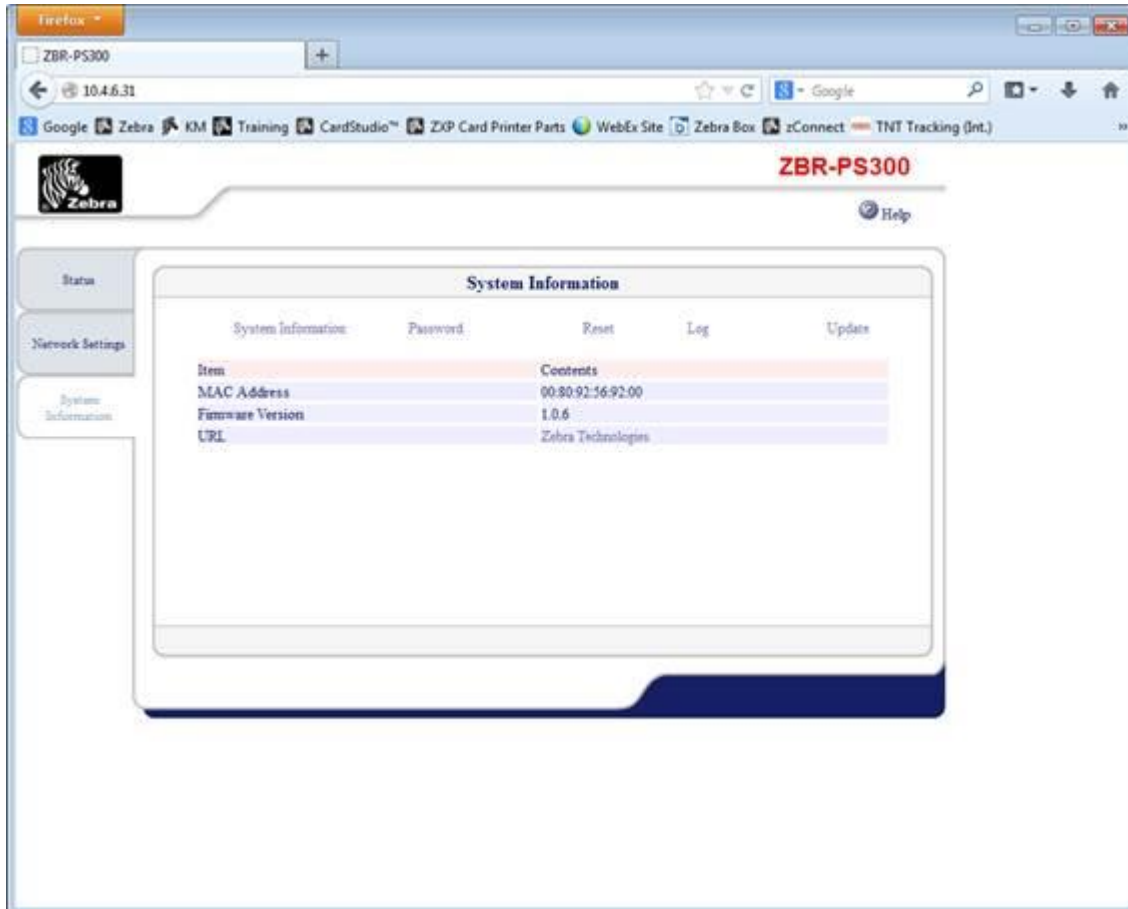 Firefox
ZBR-PS300
10.4.6.31 Google
Google Zebra KM Training CardStudio™ ZXP Card Printer Parts WebEx Site Zebra Box zConnect TNT Tracking (Int.)
Zebra
ZBR-PS300
Help
Status
Network Settings
System
Information
System Information
System Information Password Reset Log Update
Item Contents
MAC Address 00:80:92:56:92:00
Firmware Version 1.0.6
URL Zebra Technologies